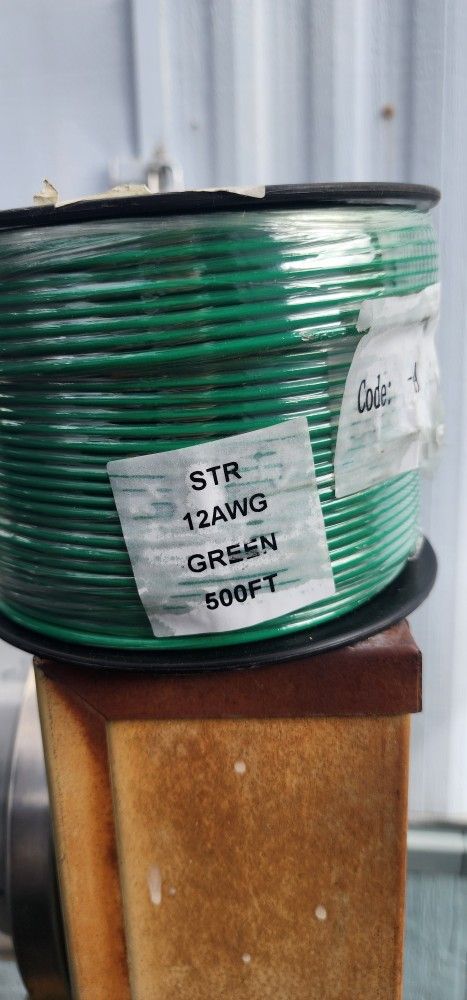 STR
12AWG
GREEN
500FT
Code: